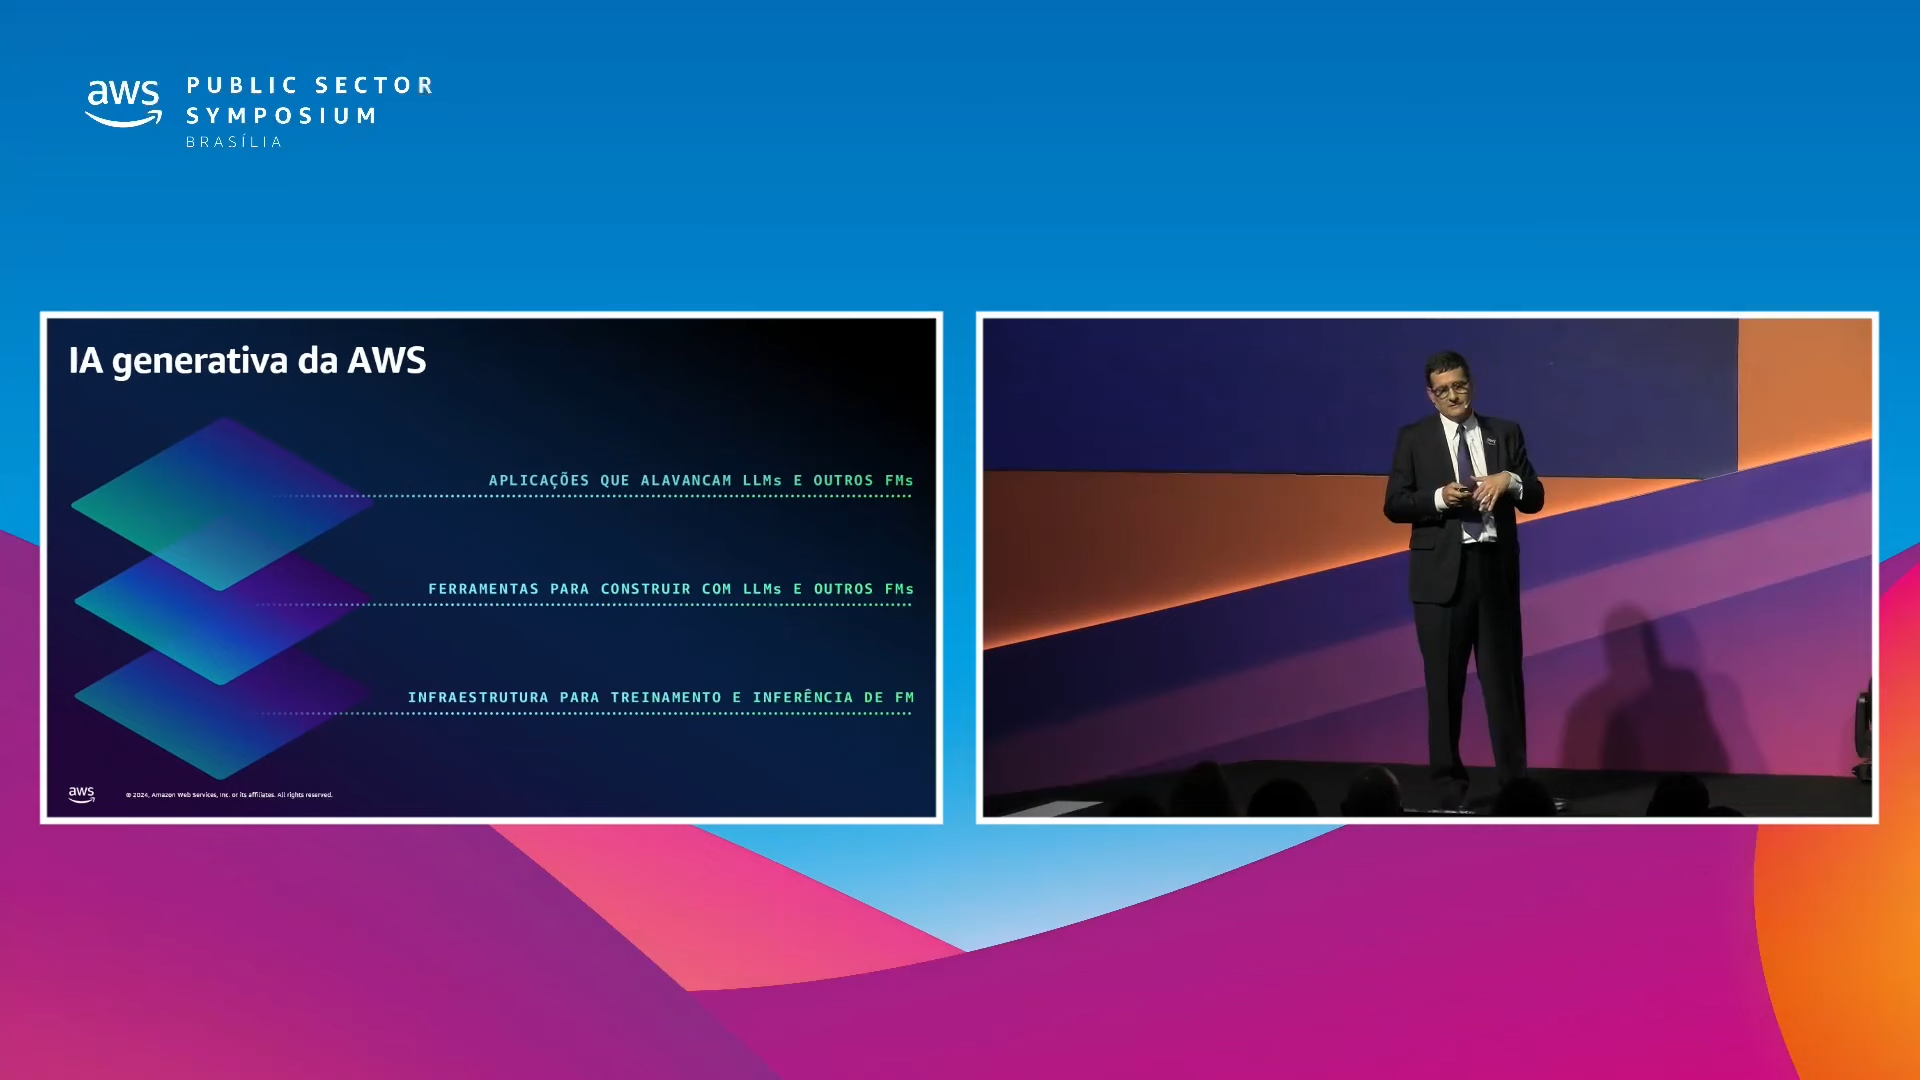 aws
PUBLIC SECTOR
SYMPOSIUM
BRASÍLIA
IA generativa da AWS
APLICAÇÕES QUE ALAVANCAM LLMs E OUTROS FMs
FERRAMENTAS PARA CONSTRUIR COM LLMs E OUTROS FMs
INFRAESTRUTURA PARA TREINAMENTO E INFERÊNCIA DE FM
aws
© 2024, Amazon Web Services, Inc. or its affiliates. All rights reserved.
aws